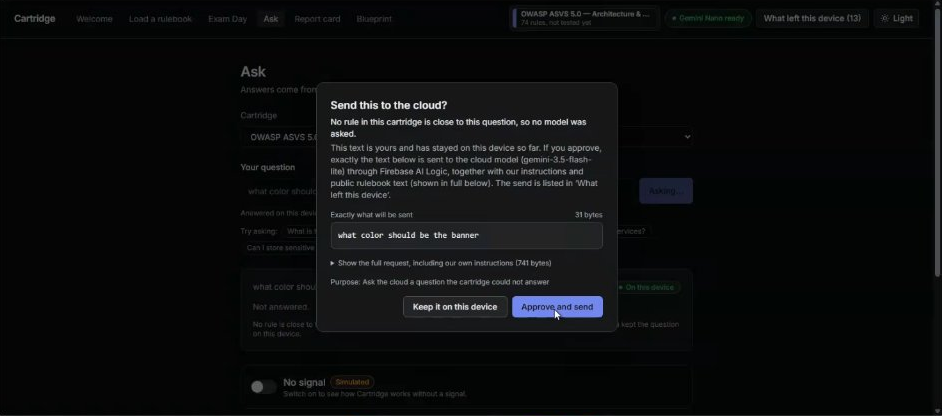 Cartridge
Welcome
Load a rulebook
Exam Day
Ask
Report card
Blueprint
OWASP ASVS 5.0 — Architecture & ...
74 rules, not tested yet
Gemini Nano ready
What left this device (13)
Light
Ask
Answers come from
Cartridge
OWASP ASVS 5.0
Your question
what color should
Asking...
Answered on this devi
Try asking:
What is t
ervices?
Can I store sensitive
what color shou
On this device
Not answered.
No rule is close to
kept the question
on this device.
No signal
Simulated
Switch on to see how Cartridge works without a signal.
Send this to the cloud?
No rule in this cartridge is close to this question, so no model was
asked.
This text is yours and has stayed on this device so far. If you approve,
exactly the text below is sent to the cloud model (gemini-3.5-flash-
lite) through Firebase AI Logic, together with our instructions and
public rulebook text (shown in full below). The send is listed in 'What
left this device'.
Exactly what will be sent
31 bytes
what color should be the banner
Show the full request, including our own instructions (741 bytes)
Purpose: Ask the cloud a question the cartridge could not answer
Keep it on this device
Approve and send